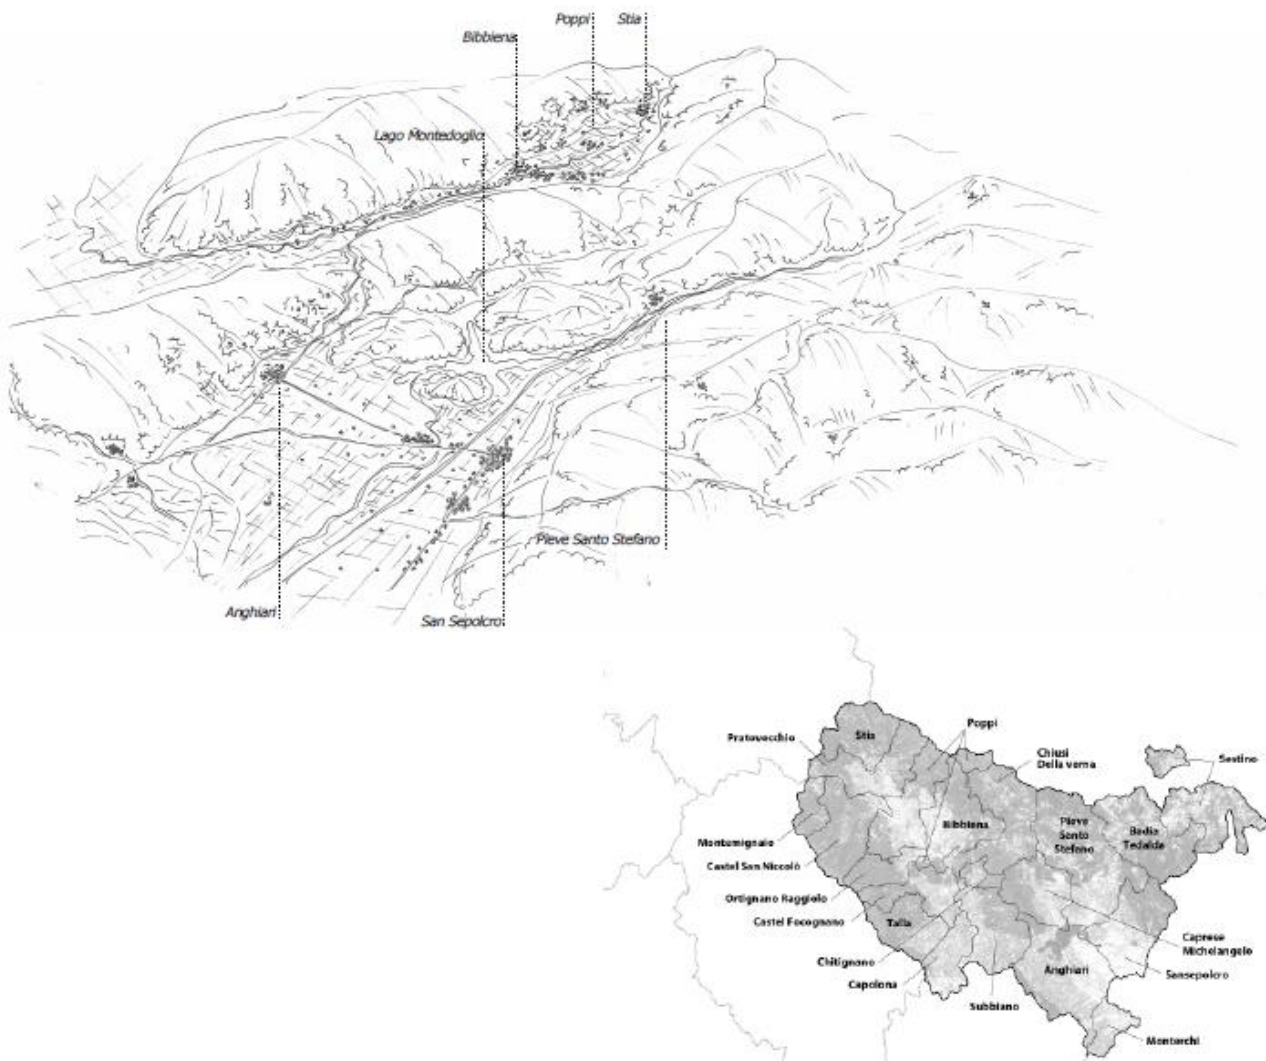 Poppi
Stia
Bibbiena
Lago Montedoglio
Pieve Santo Stefano
Anghiari
San Sepolcro
Pratovecchio
Stia
Poppi
Chiusi
Della verna
Sestino
Montemignaio
Bibbiena
Pieve
Santo
Stefano
Badia
Tedalda
Castel San Niccolò
Ortignano Raggiolo
Castel Focognano
Talla
Chitignano
Capolona
Subbiano
Anghiari
Caprese
Michelangelo
Sansepolcro
Monterchi